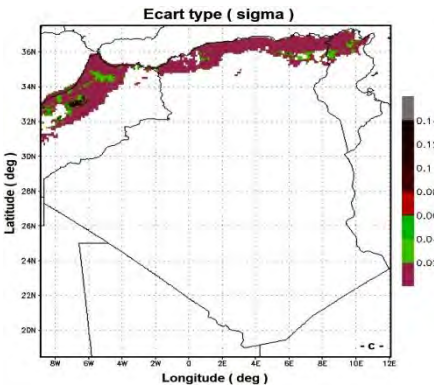 Ecart type ( sigma )
36N
34N
32N
30N
28N
26N
24N
22N
20N
Latitude ( deg )
8W 6W 4W 2W 0 2E 4E 6E 8E 10E 12E
Longitude ( deg )
- c -